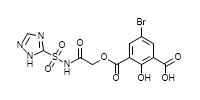 Br
N O O O O
N S N O OH
N H O H OH